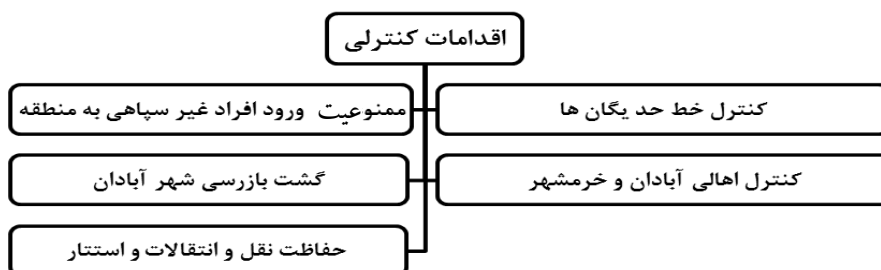 اقدامات کنترلی
کنترل خط حد یگان ها
ممنوعیت ورود افراد غیر سپاهی به منطقه
کنترل اهالی آبادان و خرمشهر
گشت بازرسی شهر آبادان
حفاظت نقل و انتقالات و استتار